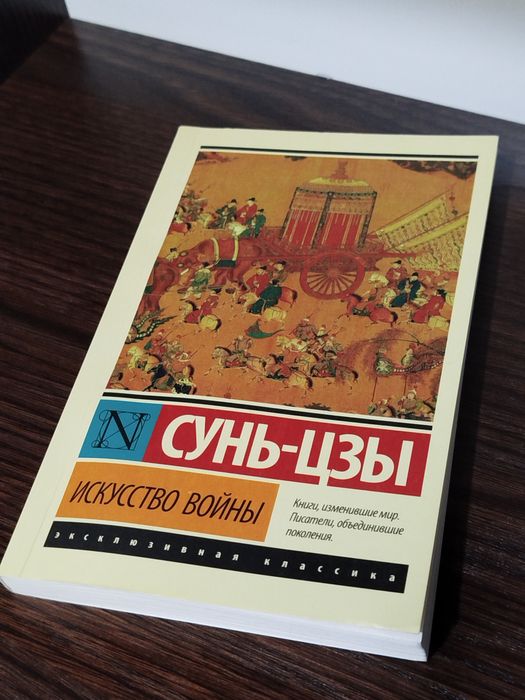 N
СУНЬ-ЦЗЫ
ИСКУССТВО ВОЙНЫ
Книги, изменившие мир.
Писатели, объединившие
поколения.
эксклюзивная классика